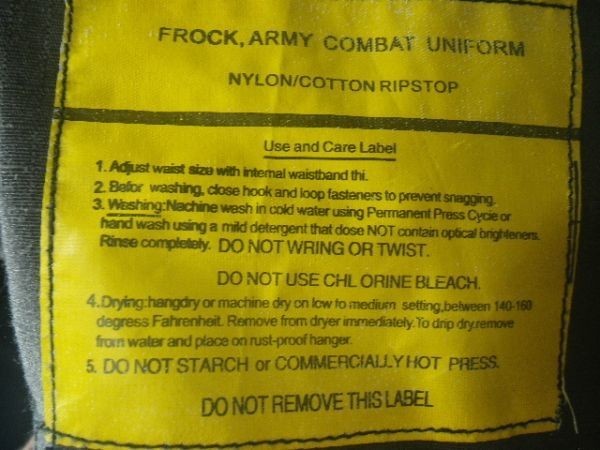 FROCK, ARMY COMBAT UNIFORM
NYLON/COTTON RIPSTOP
Use and Care Label
1. Adjust waist size with internal waistband thi.
2. Befor washing, close hook and loop fasteners to prevent snagging.
3. Washing:Nachine wash in cold water using Permanent Press Cycie or
hand wash using a mild detergent that dose NOT contain optical brighteners.
Rinse completely. DO NOT WRING OR TWIST.
DO NOT USE CHL ORINE BLEACH.
4.Drying:hangdry or machine dry on low to medium setting,between 140-160
degress Fahrenheit. Remove from dryer immediately.To drip dry,remove
from water and place on rust-proof hanger.
5. DO NOT STARCH or COMMERCIALLY HOT PRESS.
DO NOT REMOVE THIS LABEL